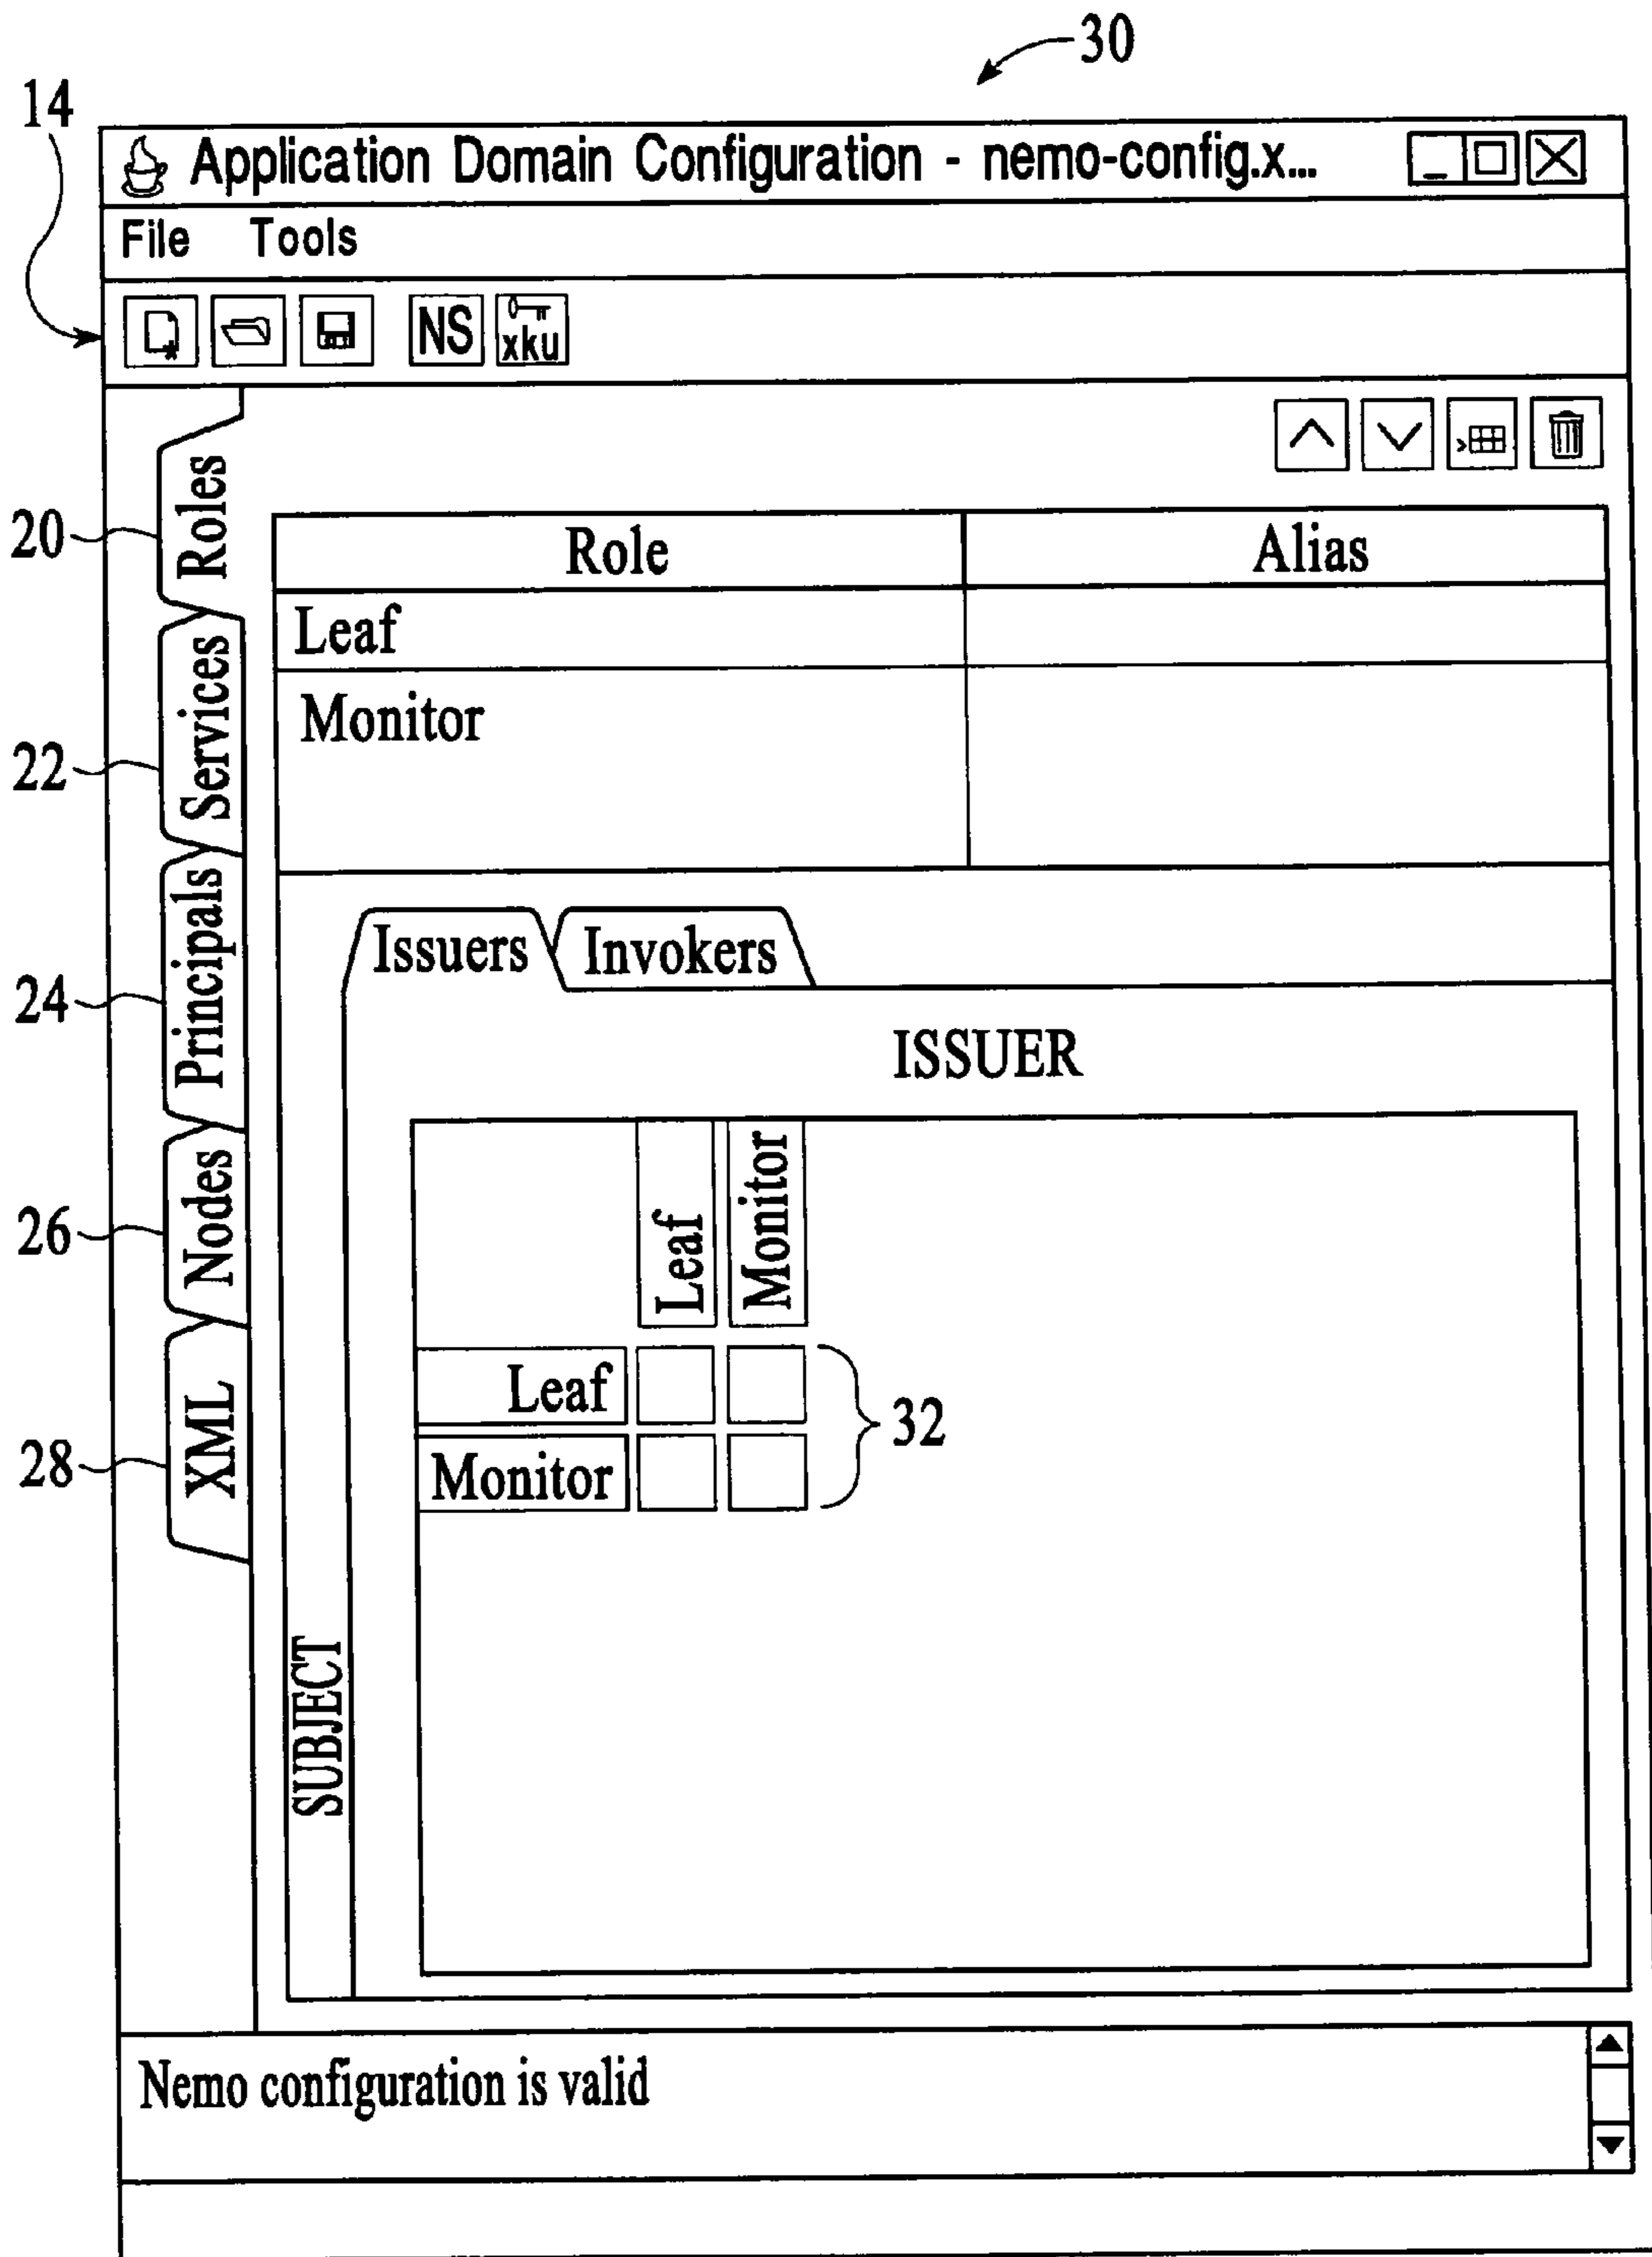 30
14
Application Domain Configuration - nemo-config.x...
File Tools
NS xku
20
Roles
22
Services
24
Principals
26
Nodes
28
XML
Role Alias
Leaf
Monitor
Issuers Invokers
ISSUER
SUBJECT
Leaf Monitor
Leaf
Monitor
32
Nemo configuration is valid